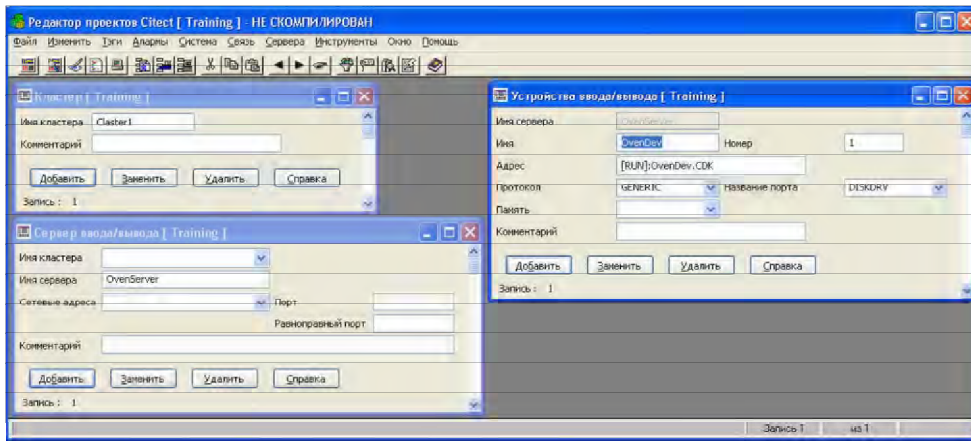 Редактор проектов Citect [ Training ] - НЕ СКОМПИЛИРОВАН
Файл Изменить Тэги Алармы Система Связь Сервера Инструменты Окно Помощь
Кластер [ Training ]
Имя кластера Claster1
Комментарий
Добавить Заменить Удалить Справка
Запись : 1
Сервер ввода/вывода [ Training ]
Имя кластера
Имя сервера OvenServer
Сетевые адреса Порт
Равноправный порт
Комментарий
Добавить Заменить Удалить Справка
Запись : 1
Устройства ввода/вывода [ Training ]
Имя сервера OvenServer
Имя OvenDev Номер 1
Адрес [RUN]:OvenDev.CDK
Протокол GENERIC Название порта DISKDRV
Память
Комментарий
Добавить Заменить Удалить Справка
Запись : 1
Запись 1 из 1